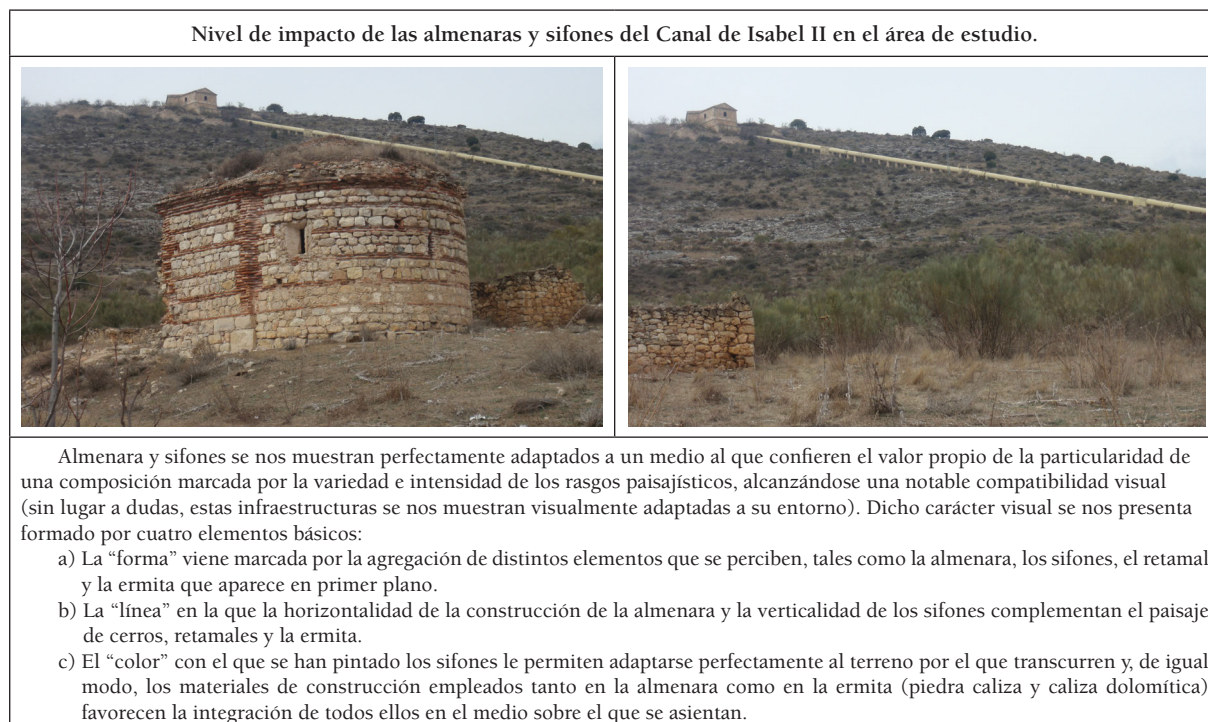 Nivel de impacto de las almenaras y sifones del Canal de Isabel II en el área de estudio.
Almenara y sifones se nos muestran perfectamente adaptados a un medio al que confieren el valor propio de la particularidad de
una composición marcada por la variedad e intensidad de los rasgos paisajísticos, alcanzándose una notable compatibilidad visual
(sin lugar a dudas, estas infraestructuras se nos muestran visualmente adaptadas a su entorno). Dicho carácter visual se nos presenta
formado por cuatro elementos básicos:
a) La “forma” viene marcada por la agregación de distintos elementos que se perciben, tales como la almenara, los sifones, el retamal
y la ermita que aparece en primer plano.
b) La “línea” en la que la horizontalidad de la construcción de la almenara y la verticalidad de los sifones complementan el paisaje
de cerros, retamales y la ermita.
c) El “color” con el que se han pintado los sifones le permiten adaptarse perfectamente al terreno por el que transcurren y, de igual
modo, los materiales de construcción empleados tanto en la almenara como en la ermita (piedra caliza y caliza dolomítica)
favorecen la integración de todos ellos en el medio sobre el que se asientan.